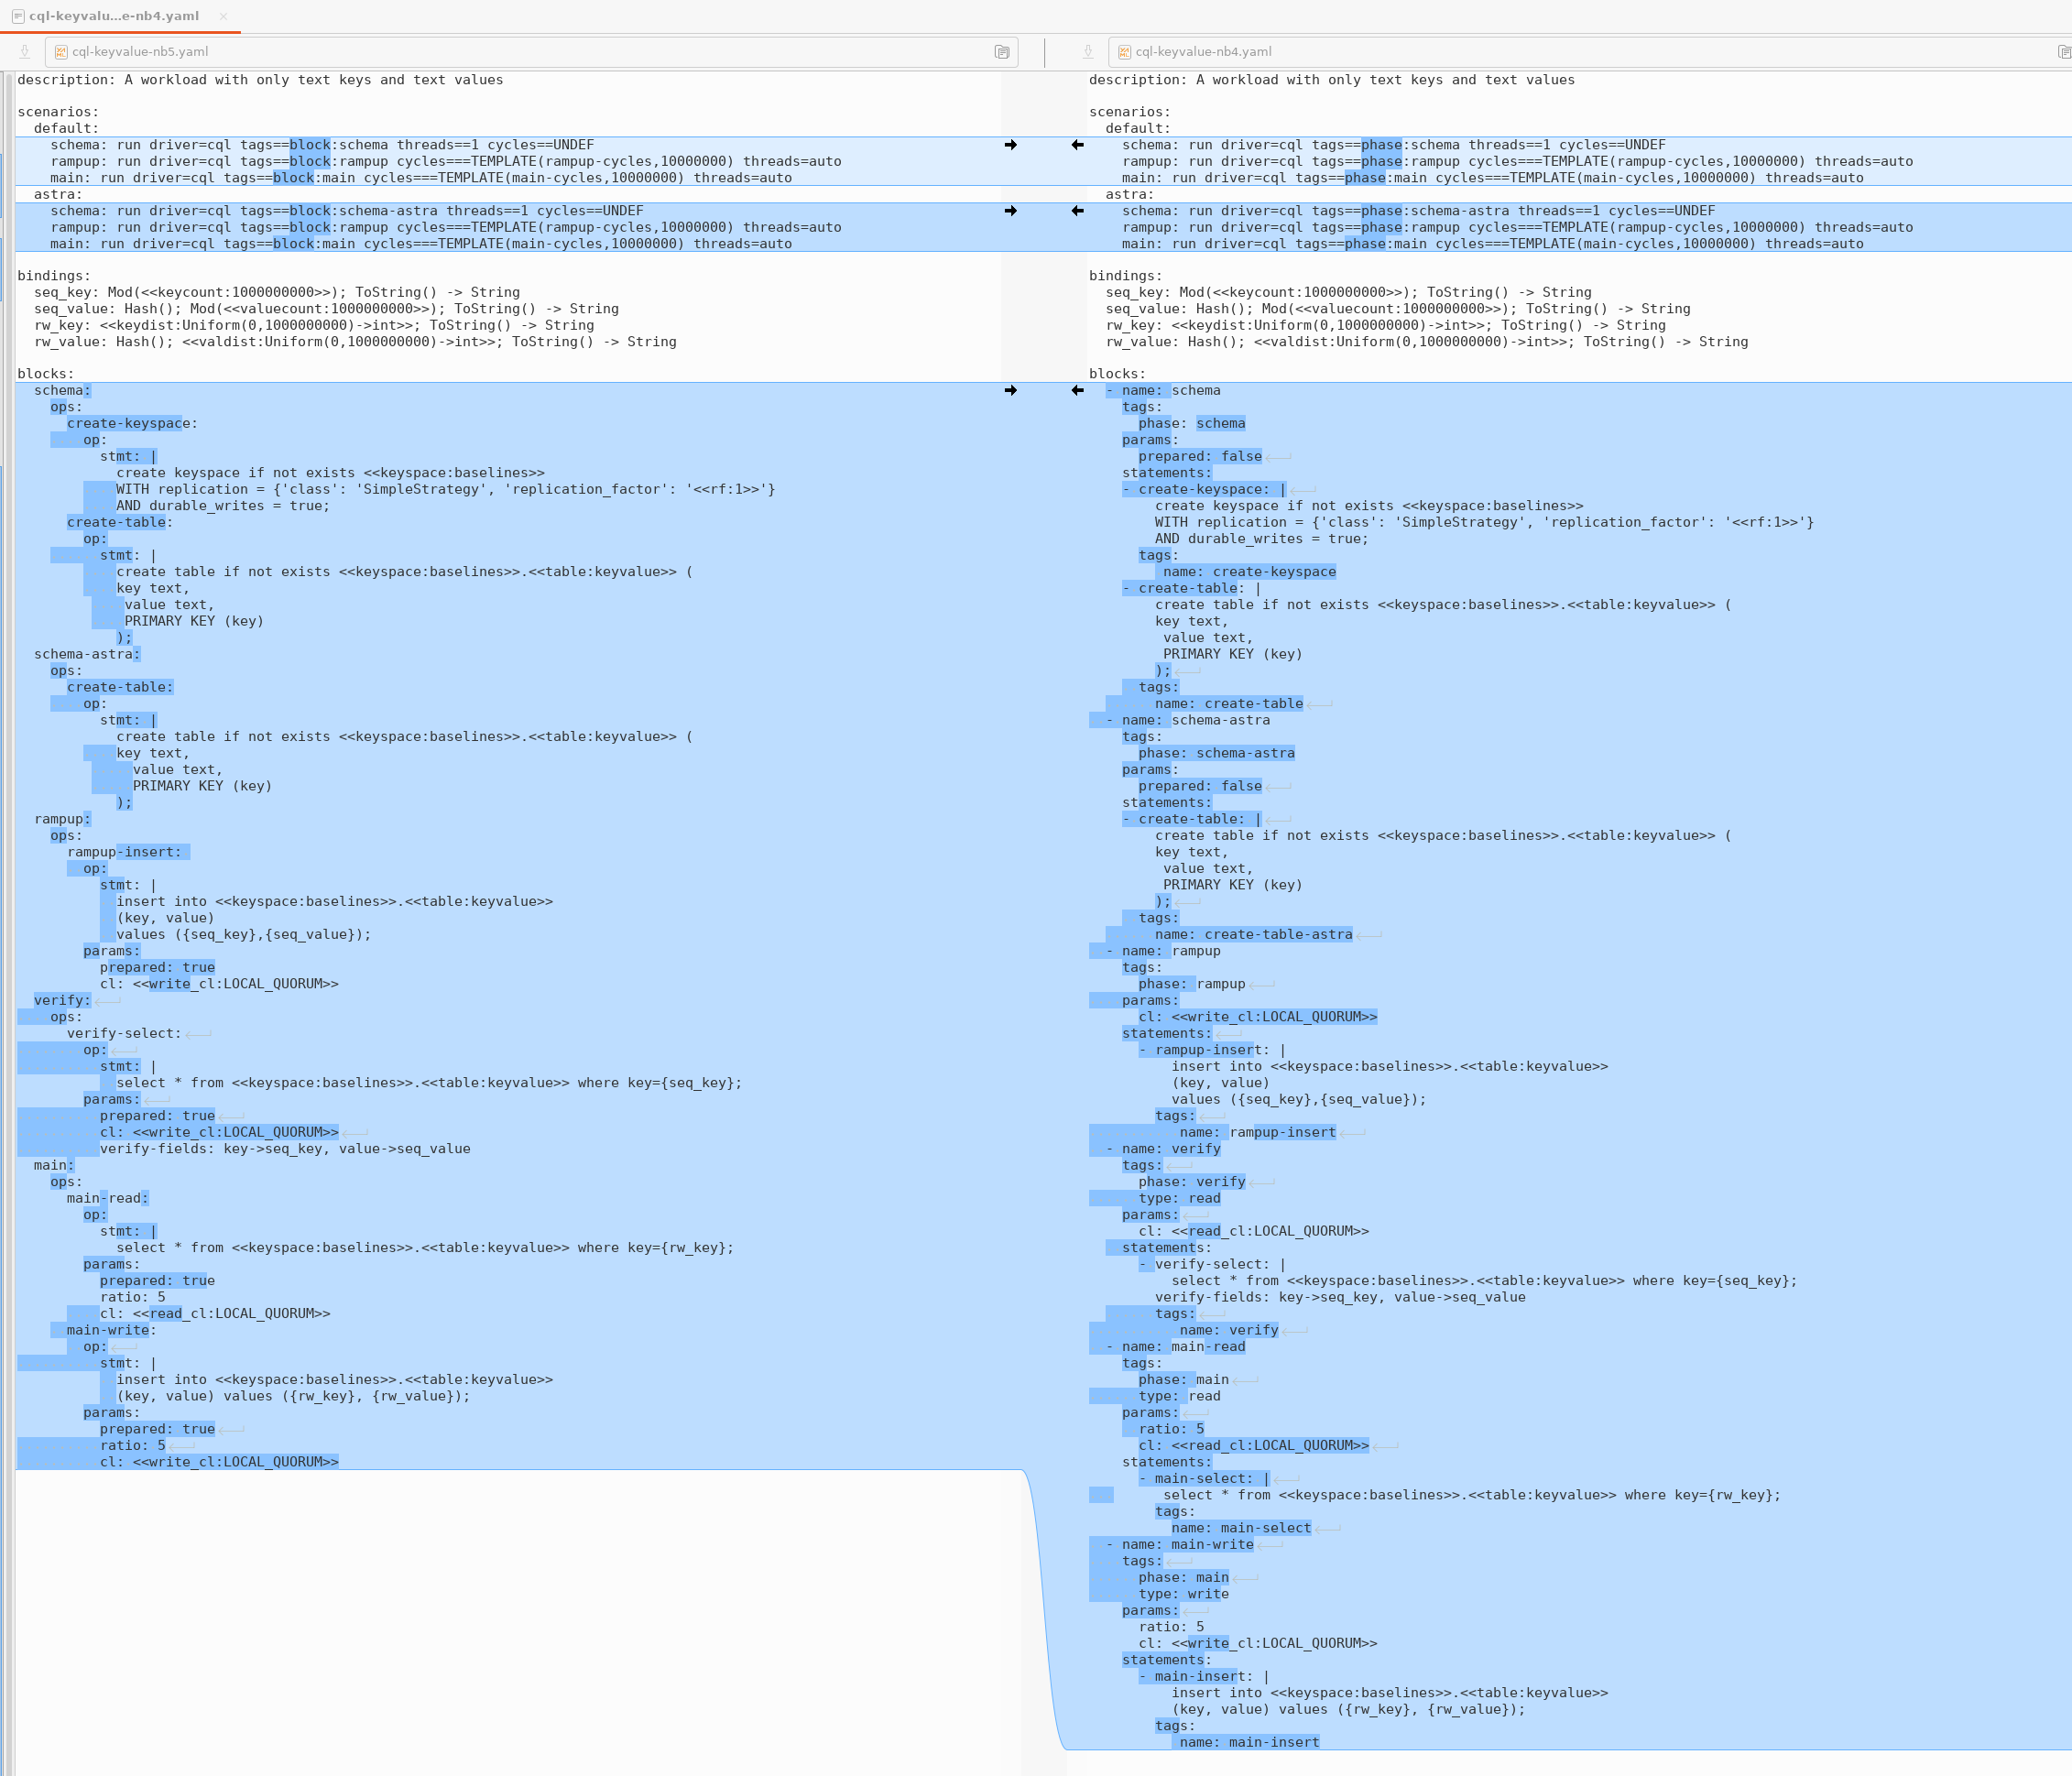 cql-keyvalu...e-nb4.yaml
cql-keyvalue-nb5.yaml
description: A workload with only text keys and text values

scenarios:
  default:
    schema: run driver=cql tags==block:schema threads==1 cycles==UNDEF
    rampup: run driver=cql tags==block:rampup cycles===TEMPLATE(rampup-cycles,10000000) threads=auto
    main: run driver=cql tags==block:main cycles===TEMPLATE(main-cycles,10000000) threads=auto
  astra:
    schema: run driver=cql tags==block:schema-astra threads==1 cycles==UNDEF
    rampup: run driver=cql tags==block:rampup cycles===TEMPLATE(rampup-cycles,10000000) threads=auto
    main: run driver=cql tags==block:main cycles===TEMPLATE(main-cycles,10000000) threads=auto

bindings:
  seq_key: Mod(<<keycount:1000000000>>); ToString() -> String
  seq_value: Hash(); Mod(<<valuecount:1000000000>>); ToString() -> String
  rw_key: <<keydist:Uniform(0,1000000000)->int>>; ToString() -> String
  rw_value: Hash(); <<valdist:Uniform(0,1000000000)->int>>; ToString() -> String

blocks:
  schema:
    ops:
      create-keyspace:
        op:
          stmt: |
            create keyspace if not exists <<keyspace:baselines>>
            WITH replication = {'class': 'SimpleStrategy', 'replication_factor': '<<rf:1>>'}
            AND durable_writes = true;
      create-table:
        op:
          stmt: |
            create table if not exists <<keyspace:baselines>>.<<table:keyvalue>> (
            key text,
             value text,
             PRIMARY KEY (key)
            );
  schema-astra:
    ops:
      create-table:
        op:
          stmt: |
            create table if not exists <<keyspace:baselines>>.<<table:keyvalue>> (
            key text,
              value text,
              PRIMARY KEY (key)
            );
  rampup:
    ops:
      rampup-insert:
        op:
          stmt: |
            insert into <<keyspace:baselines>>.<<table:keyvalue>>
            (key, value)
            values ({seq_key},{seq_value});
        params:
          prepared: true
          cl: <<write_cl:LOCAL_QUORUM>>
  verify:
    ops:
      verify-select:
        op:
          stmt: |
            select * from <<keyspace:baselines>>.<<table:keyvalue>> where key={seq_key};
        params:
          prepared: true
          cl: <<write_cl:LOCAL_QUORUM>>
          verify-fields: key->seq_key, value->seq_value
  main:
    ops:
      main-read:
        op:
          stmt: |
            select * from <<keyspace:baselines>>.<<table:keyvalue>> where key={rw_key};
        params:
          prepared: true
          ratio: 5
          cl: <<read_cl:LOCAL_QUORUM>>
      main-write:
        op:
          stmt: |
            insert into <<keyspace:baselines>>.<<table:keyvalue>>
            (key, value) values ({rw_key}, {rw_value});
        params:
          prepared: true
          ratio: 5
          cl: <<write_cl:LOCAL_QUORUM>>
cql-keyvalue-nb4.yaml
description: A workload with only text keys and text values

scenarios:
  default:
    schema: run driver=cql tags==phase:schema threads==1 cycles==UNDEF
    rampup: run driver=cql tags==phase:rampup cycles===TEMPLATE(rampup-cycles,10000000) threads=auto
    main: run driver=cql tags==phase:main cycles===TEMPLATE(main-cycles,10000000) threads=auto
  astra:
    schema: run driver=cql tags==phase:schema-astra threads==1 cycles==UNDEF
    rampup: run driver=cql tags==phase:rampup cycles===TEMPLATE(rampup-cycles,10000000) threads=auto
    main: run driver=cql tags==phase:main cycles===TEMPLATE(main-cycles,10000000) threads=auto

bindings:
  seq_key: Mod(<<keycount:1000000000>>); ToString() -> String
  seq_value: Hash(); Mod(<<valuecount:1000000000>>); ToString() -> String
  rw_key: <<keydist:Uniform(0,1000000000)->int>>; ToString() -> String
  rw_value: Hash(); <<valdist:Uniform(0,1000000000)->int>>; ToString() -> String

blocks:
  - name: schema
    tags:
      phase: schema
    params:
      prepared: false
    statements:
    - create-keyspace: |
        create keyspace if not exists <<keyspace:baselines>>
        WITH replication = {'class': 'SimpleStrategy', 'replication_factor': '<<rf:1>>'}
        AND durable_writes = true;
      tags:
         name: create-keyspace
    - create-table: |
        create table if not exists <<keyspace:baselines>>.<<table:keyvalue>> (
        key text,
         value text,
         PRIMARY KEY (key)
        );
      tags:
        name: create-table
  - name: schema-astra
    tags:
      phase: schema-astra
    params:
      prepared: false
    statements:
    - create-table: |
        create table if not exists <<keyspace:baselines>>.<<table:keyvalue>> (
        key text,
         value text,
         PRIMARY KEY (key)
        );
      tags:
        name: create-table-astra
  - name: rampup
    tags:
      phase: rampup
    params:
      cl: <<write_cl:LOCAL_QUORUM>>
    statements:
      - rampup-insert: |
          insert into <<keyspace:baselines>>.<<table:keyvalue>>
          (key, value)
          values ({seq_key},{seq_value});
        tags:
           name: rampup-insert
  - name: verify
    tags:
      phase: verify
      type: read
    params:
      cl: <<read_cl:LOCAL_QUORUM>>
    statements:
      - verify-select: |
          select * from <<keyspace:baselines>>.<<table:keyvalue>> where key={seq_key};
        verify-fields: key->seq_key, value->seq_value
        tags:
           name: verify
  - name: main-read
    tags:
      phase: main
      type: read
    params:
      ratio: 5
      cl: <<read_cl:LOCAL_QUORUM>>
    statements:
      - main-select: |
         select * from <<keyspace:baselines>>.<<table:keyvalue>> where key={rw_key};
        tags:
          name: main-select
  - name: main-write
    tags:
      phase: main
      type: write
    params:
      ratio: 5
      cl: <<write_cl:LOCAL_QUORUM>>
    statements:
      - main-insert: |
          insert into <<keyspace:baselines>>.<<table:keyvalue>>
          (key, value) values ({rw_key}, {rw_value});
        tags:
           name: main-insert